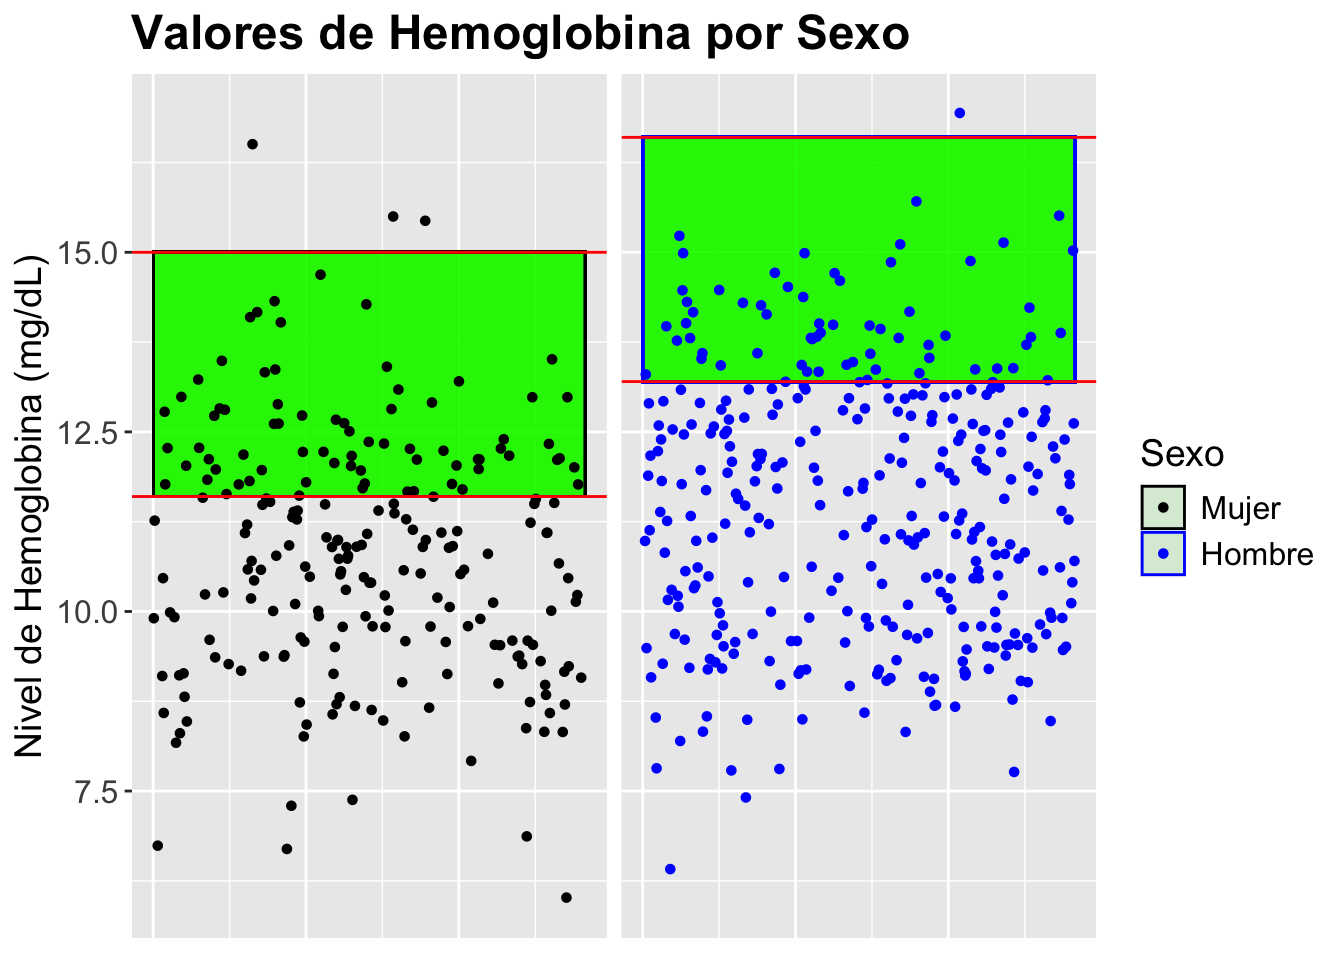 Valores de Hemoglobina por Sexo
Nivel de Hemoglobina (mg/dL)
15.0
12.5
10.0
7.5
Sexo
Mujer
Hombre